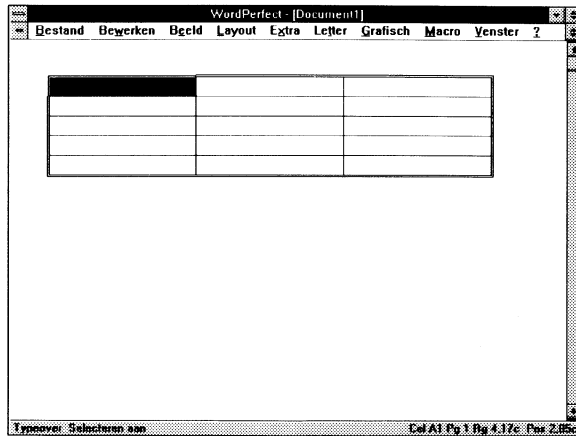 WordPerfect - [Document1]
Bestand Bewerken Beeld Layout Extra Letter Grafisch Macro Venster ?
Typeover Selecteren aan Cel A1 Pg 1 Rg 4.17c Pos 2.05c